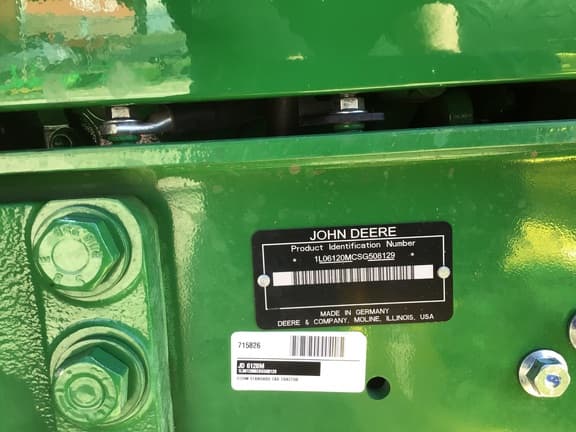 JOHN DEERE
Product Identification Number
* 1L06120MCSG508129 *
MADE IN GERMANY
DEERE & COMPANY, MOLINE, ILLINOIS, USA
715826
JD 6120M